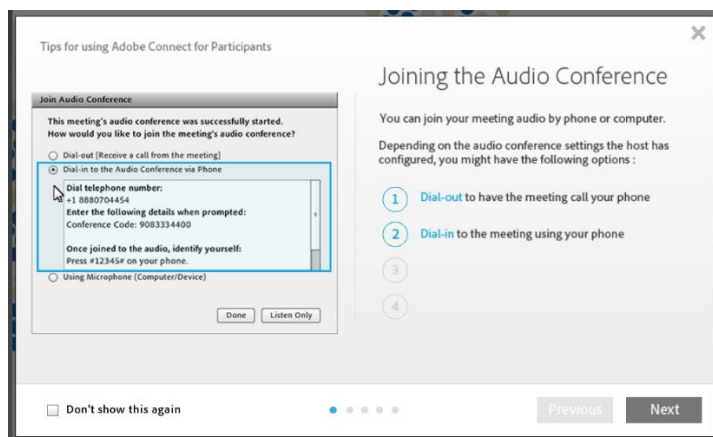 Tips for using Adobe Connect for Participants
Join Audio Conference
This meeting's audio conference was successfully started.
How would you like to join the meeting's audio conference?
Dial-out [Receive a call from the meeting]
Dial-in to the Audio Conference via Phone
Dial telephone number:
+1 8880704454
Enter the following details when prompted:
Conference Code: 9083334400
Once joined to the audio, identify yourself:
Press #12345# on your phone.
Using Microphone (Computer/Device)
Done
Listen Only
Joining the Audio Conference
You can join your meeting audio by phone or computer.
Depending on the audio conference settings the host has
configured, you might have the following options :
1 Dial-out to have the meeting call your phone
2 Dial-in to the meeting using your phone
3
4
Don't show this again
Previous
Next